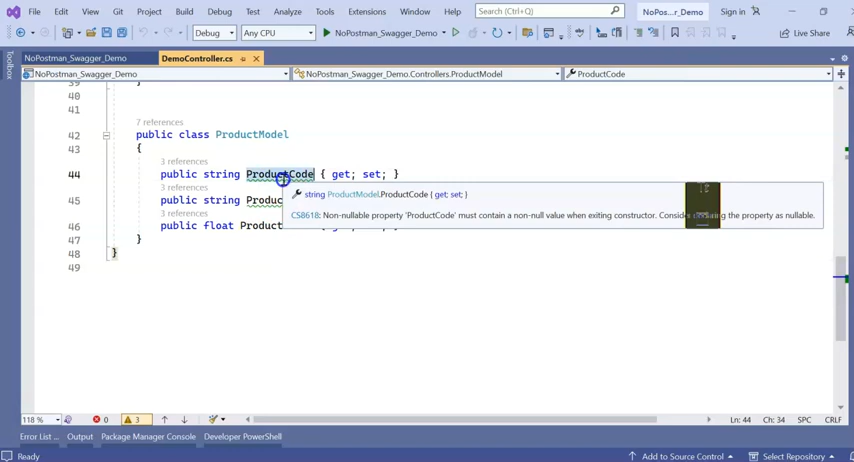 File Edit View Git Project Build Debug Test Analyze Tools Extensions Window Help Search (Ctrl+Q) NoPost...r_Demo Sign in
Debug Any CPU NoPostman_Swagger_Demo Live Share
Toolbox
NoPostman_Swagger_Demo DemoController.cs
NoPostman_Swagger_Demo NoPostman_Swagger_Demo.Controllers.ProductModel ProductCode
39 }
40
41
7 references
42 public class ProductModel
43 {
3 references
44 public string ProductCode { get; set; }
string ProductModel.ProductCode { get; set; }
3 references
45 public string Produc
CS8618: Non-nullable property 'ProductCode' must contain a non-null value when exiting constructor. Consider declaring the property as nullable.
3 references
46 public float Product
47 }
48 }
49
118 % 0 3 Ln: 44 Ch: 34 SPC CRLF
Error List ... Output Package Manager Console Developer PowerShell
Ready Add to Source Control Select Repository